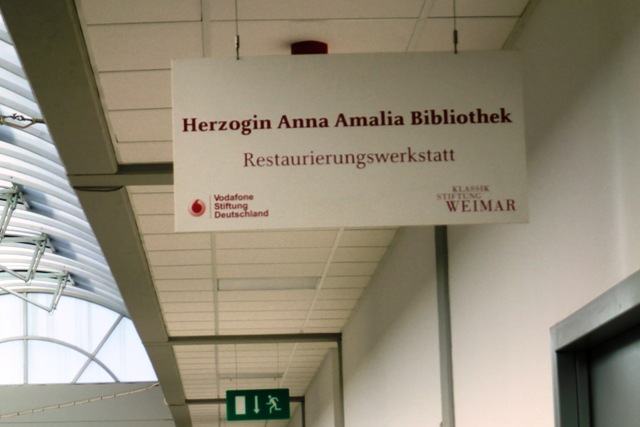 Herzogin Anna Amalia Bibliothek
Restaurierungswerkstatt
Vodafone
Stiftung
Deutschland
KLASSIK
STIFTUNG
WEIMAR